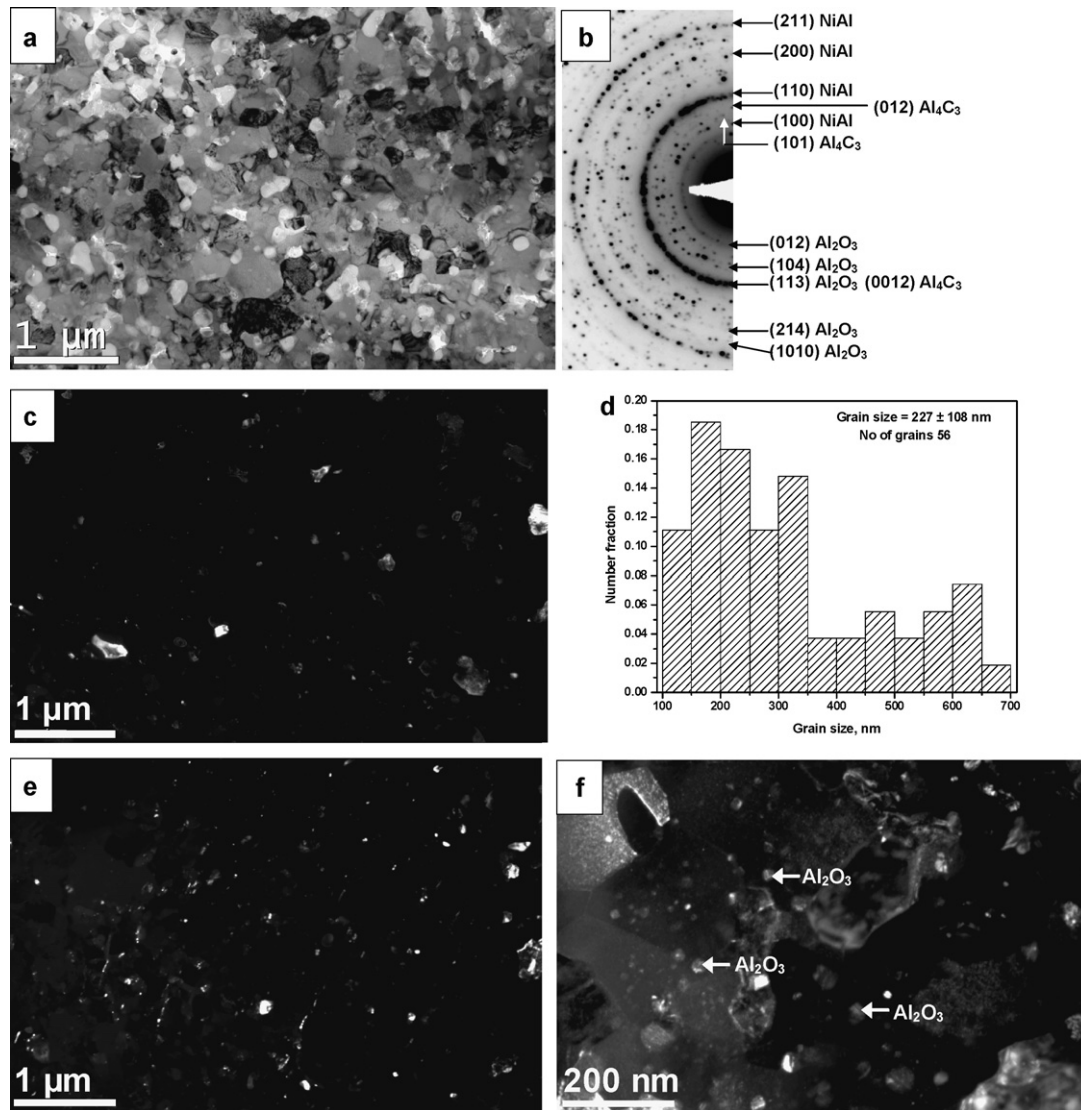 a
1 μm
b
(211) NiAl
(200) NiAl
(110) NiAl
(012) Al₄C₃
(100) NiAl
(101) Al₄C₃
(012) Al₂O₃
(104) Al₂O₃
(113) Al₂O₃ (0012) Al₄C₃
(214) Al₂O₃
(1010) Al₂O₃
c
1 μm
d
Grain size = 227 ± 108 nm
No of grains 56
Number fraction
0.20
0.18
0.16
0.14
0.12
0.10
0.08
0.06
0.04
0.02
0.00
100 200 300 400 500 600 700
Grain size, nm
e
1 μm
f
Al₂O₃
Al₂O₃
Al₂O₃
200 nm